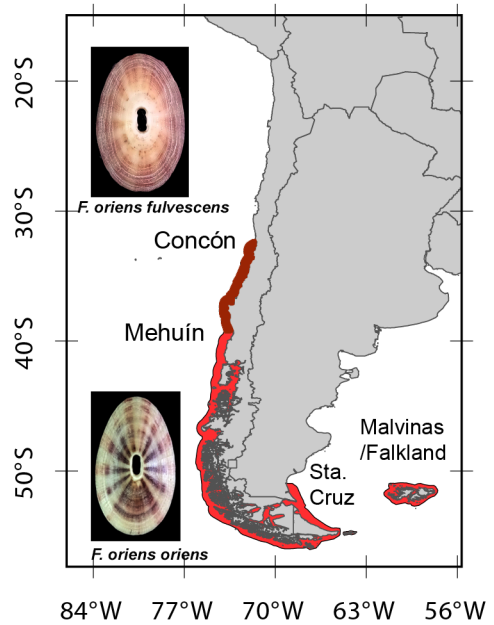 20°S
F. oriens fulvescens
30°S
Concón
Mehuín
40°S
Malvinas
/Falkland
Sta.
Cruz
50°S
F. oriens oriens
84°W 77°W 70°W 63°W 56°W